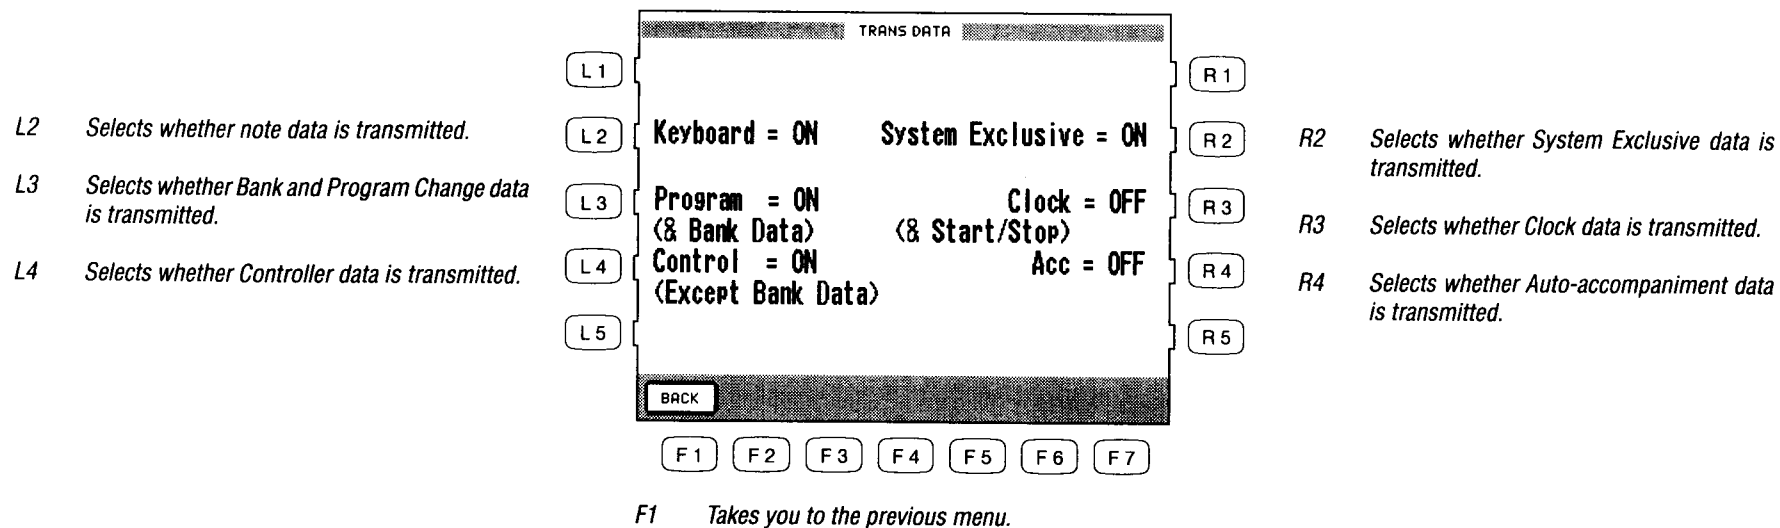 TRANS DATA
L1
R1
L2 Selects whether note data is transmitted.
L2
Keyboard = ON
System Exclusive = ON
R2
R2 Selects whether System Exclusive data is
transmitted.
L3 Selects whether Bank and Program Change data
is transmitted.
L3
Program = ON
(& Bank Data)
Clock = OFF
(& Start/Stop)
R3
R3 Selects whether Clock data is transmitted.
L4 Selects whether Controller data is transmitted.
L4
Control = ON
(Except Bank Data)
Acc = OFF
R4
R4 Selects whether Auto-accompaniment data
is transmitted.
L5
R5
BACK
F1 F2 F3 F4 F5 F6 F7
F1 Takes you to the previous menu.